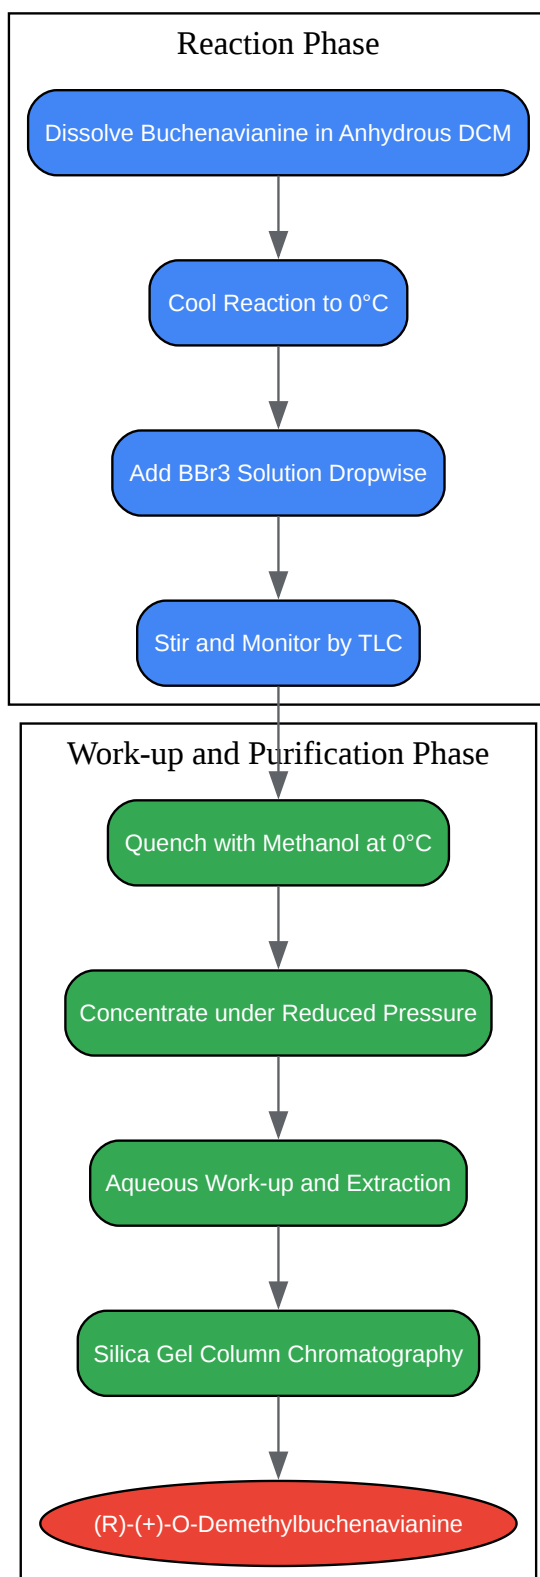 Reaction Phase
Dissolve Buchenavianine in Anhydrous DCM
Cool Reaction to 0°C
Add BBr3 Solution Dropwise
Stir and Monitor by TLC
Work-up and Purification Phase
Quench with Methanol at 0°C
Concentrate under Reduced Pressure
Aqueous Work-up and Extraction
Silica Gel Column Chromatography
(R)-(+)-O-Demethylbuchenavianine